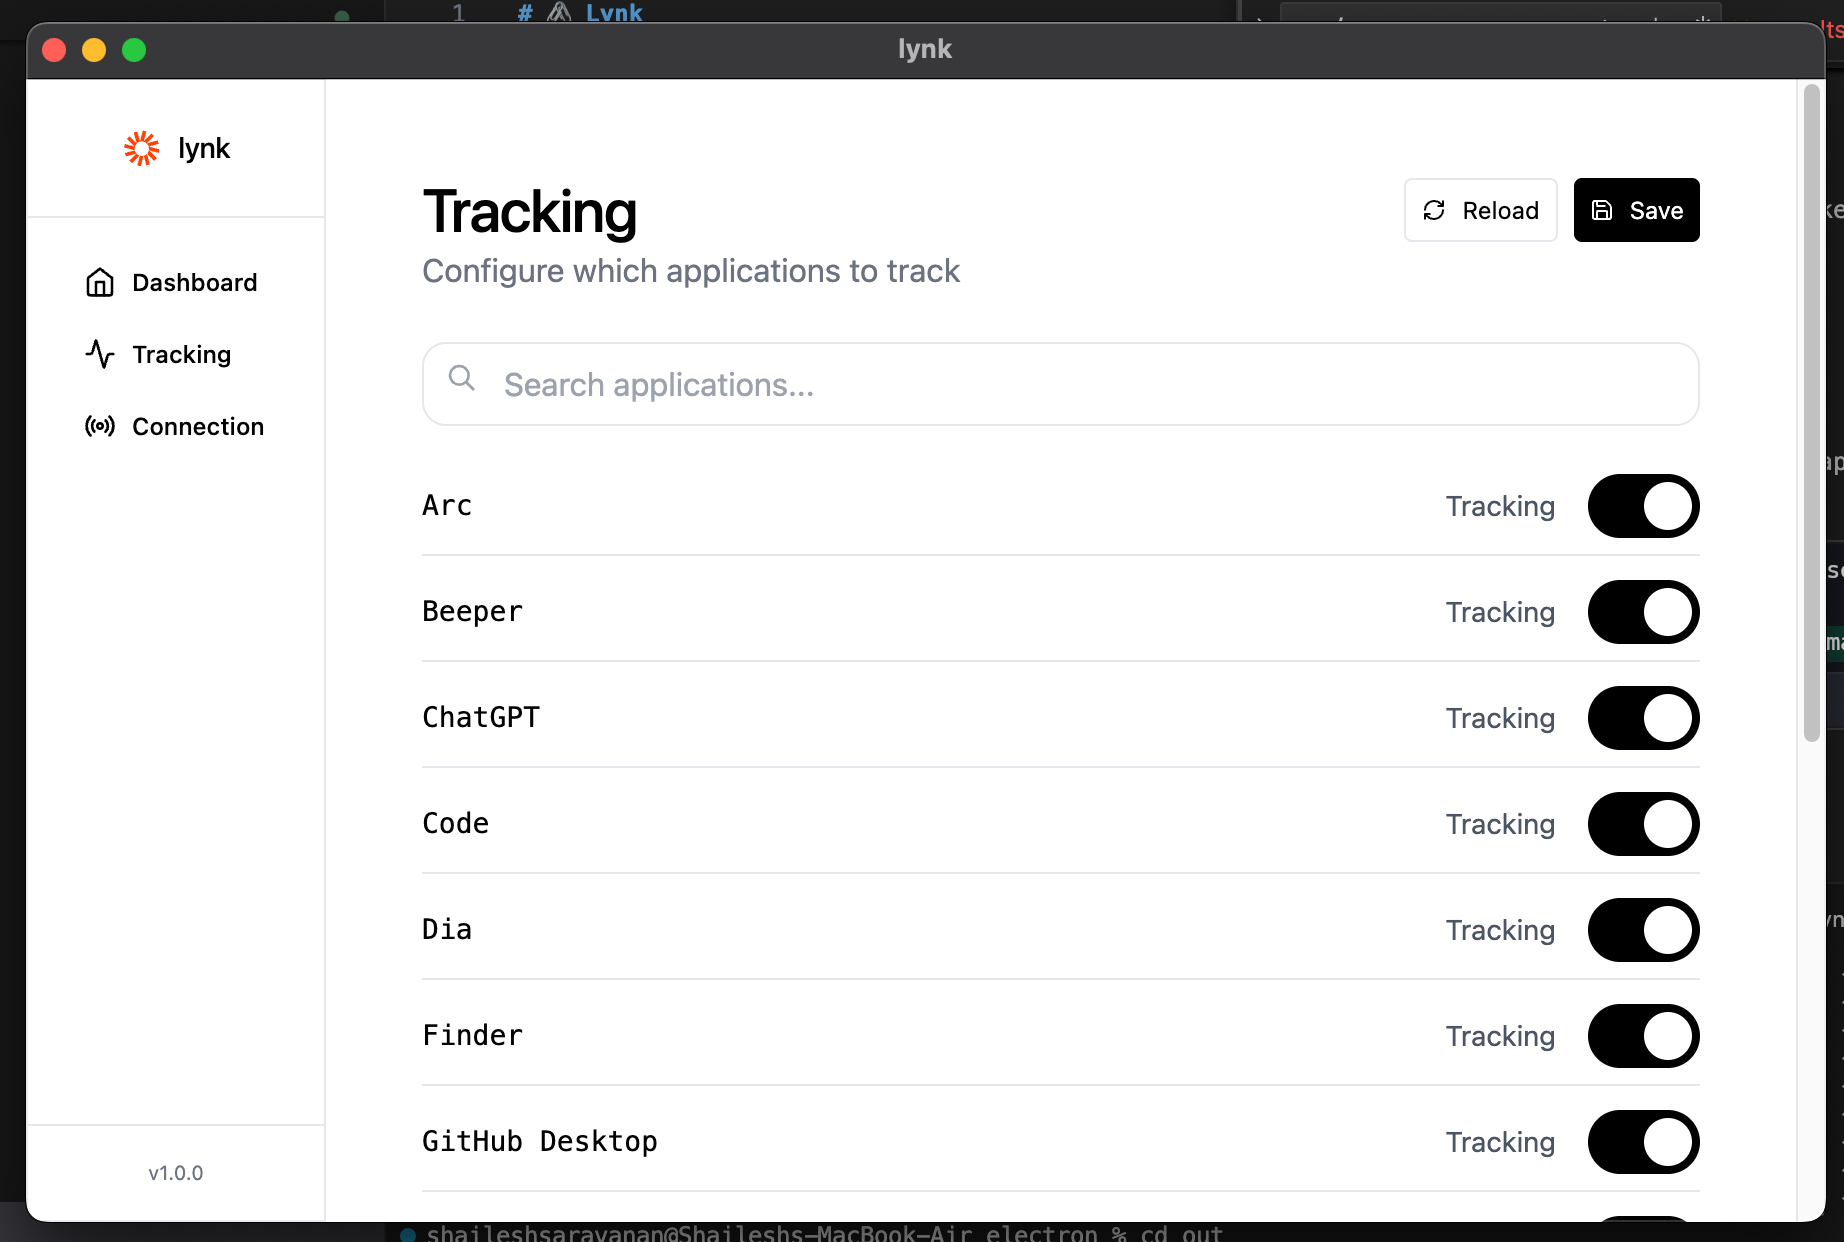 1 # Lynk
lynk
lynk
Dashboard
Tracking
Connection
v1.0.0
Tracking
Configure which applications to track
Reload
Save
Search applications...
Arc Tracking
Beeper Tracking
ChatGPT Tracking
Code Tracking
Dia Tracking
Finder Tracking
GitHub Desktop Tracking
shaileshsaravanan@Shaileshs-MacBook-Air electron % cd out